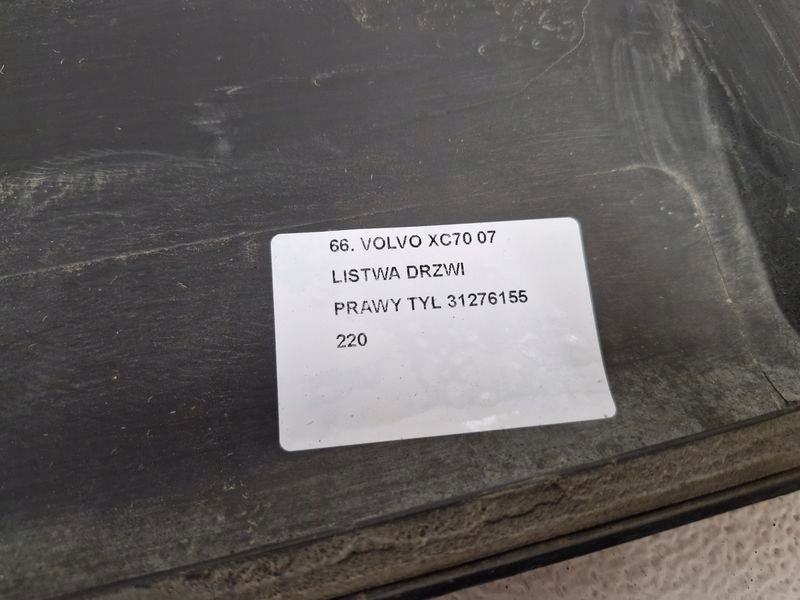 66. VOLVO XC70 07
LISTWA DRZWI
PRAWY TYŁ 31276155
220